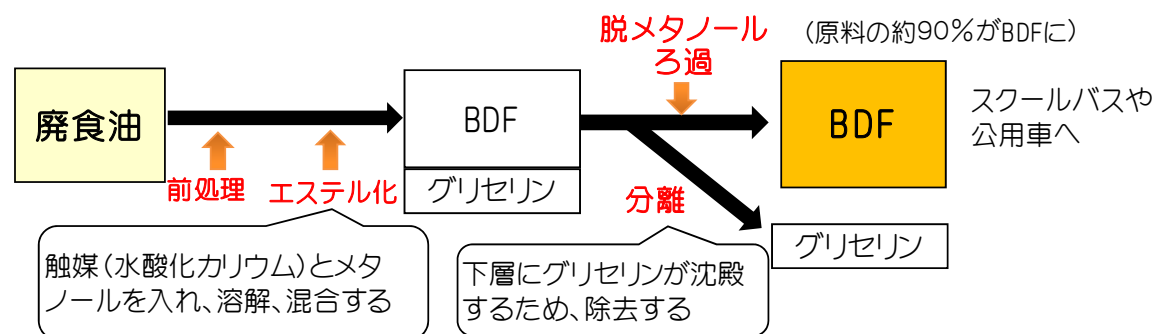 脱メタノール
ろ過
(原料の約90%がBDFに)
廃食油
BDF
グリセリン
BDF
スクールバスや
公用車へ
前処理
エステル化
分離
グリセリン
触媒(水酸化カリウム)とメタ
ノールを入れ、溶解、混合する
下層にグリセリンが沈殿
するため、除去する